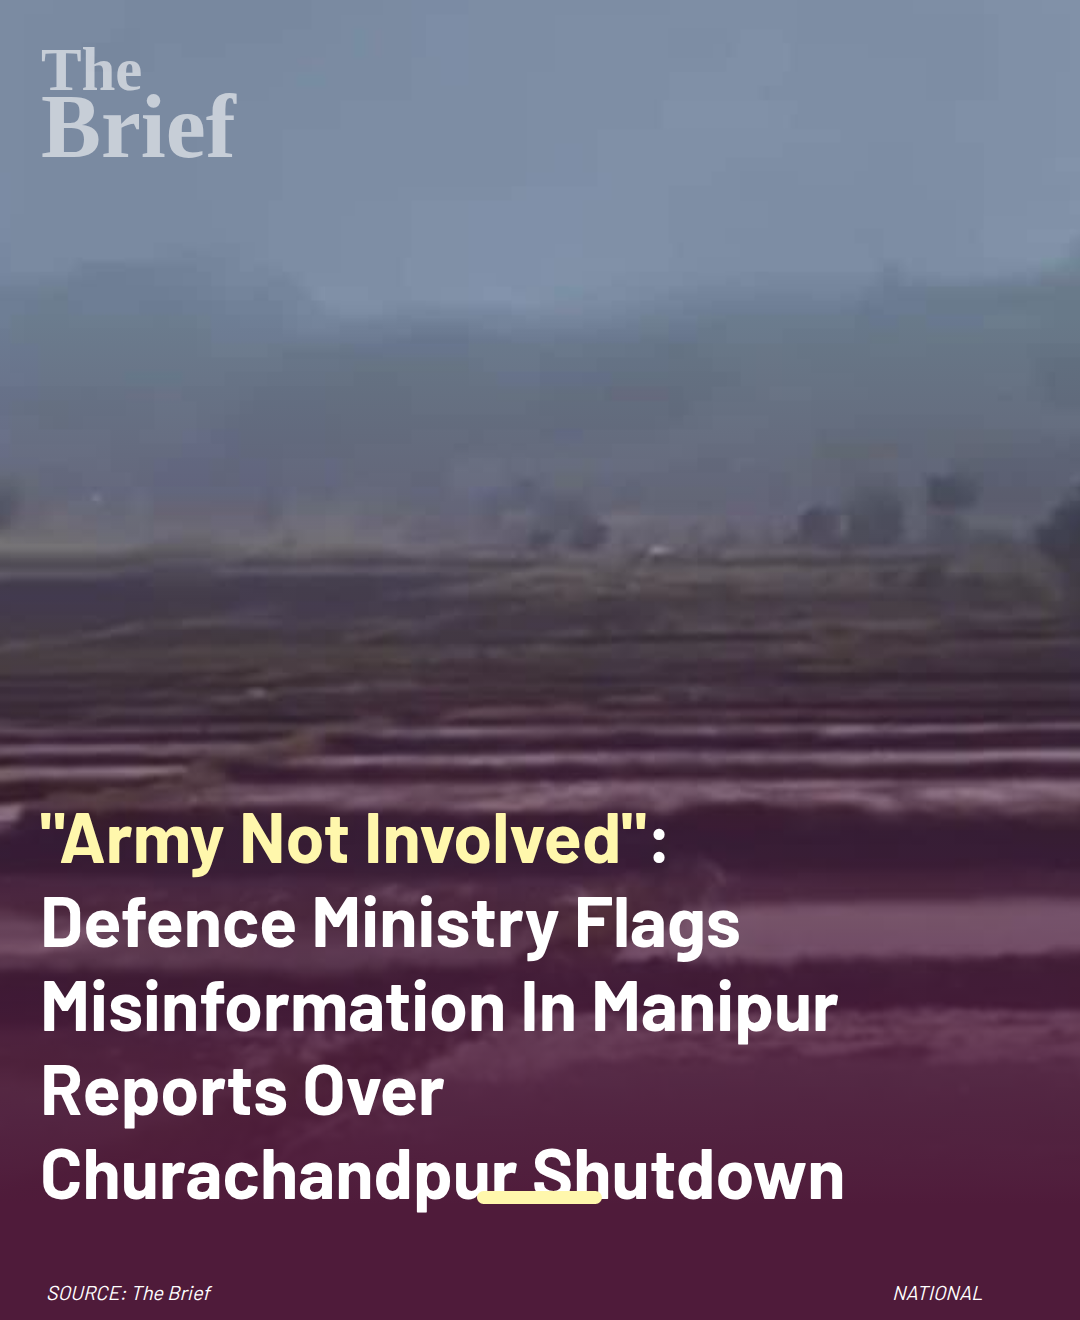 The
Brief
"Army Not Involved":
Defence Ministry Flags
Misinformation In Manipur
Reports Over
Churachandpur Shutdown
SOURCE: The Brief
NATIONAL